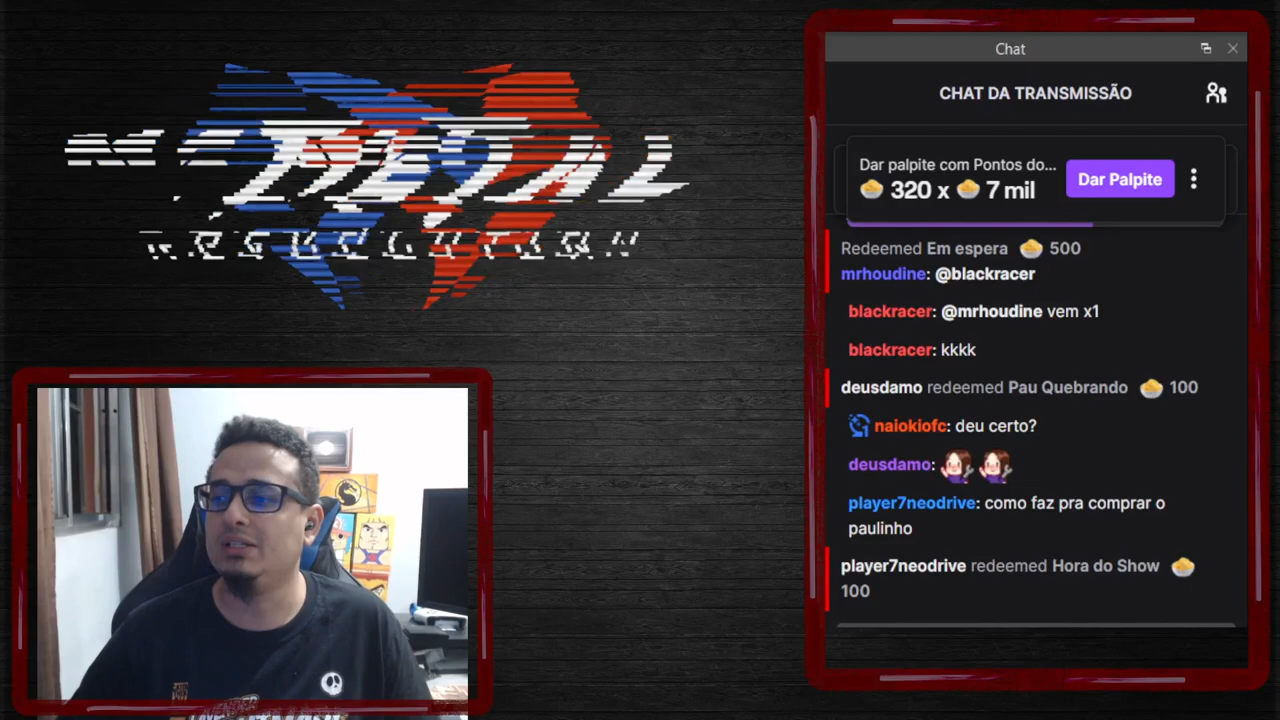 METAL
Chat
CHAT DA TRANSMISSÃO
Dar palpite com Pontos do...
320 x 7 mil
Dar Palpite
Redeemed Em espera 500
mrhoudine: @blackracer
blackracer: @mrhoudine vem x1
blackracer: kkkk
deusdamo redeemed Pau Quebrando 100
naiokiofc: deu certo?
deusdamo:
player7neodrive: como faz pra comprar o
paulinho
player7neodrive redeemed Hora do Show
100